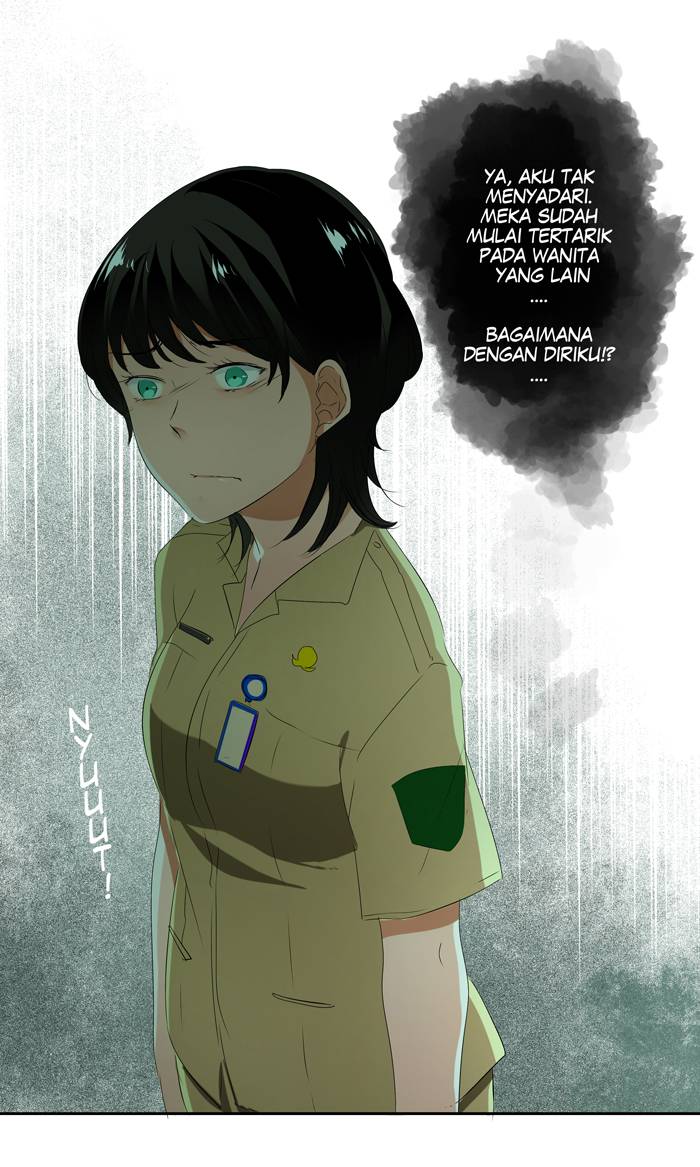 YA, AKU TAK
MENYADARI.
MEKA SUDAH
MULAI TERTARIK
PADA WANITA
YANG LAIN
....
BAGAIMANA
DENGAN DIRIKU!?
....
NYUUUT!